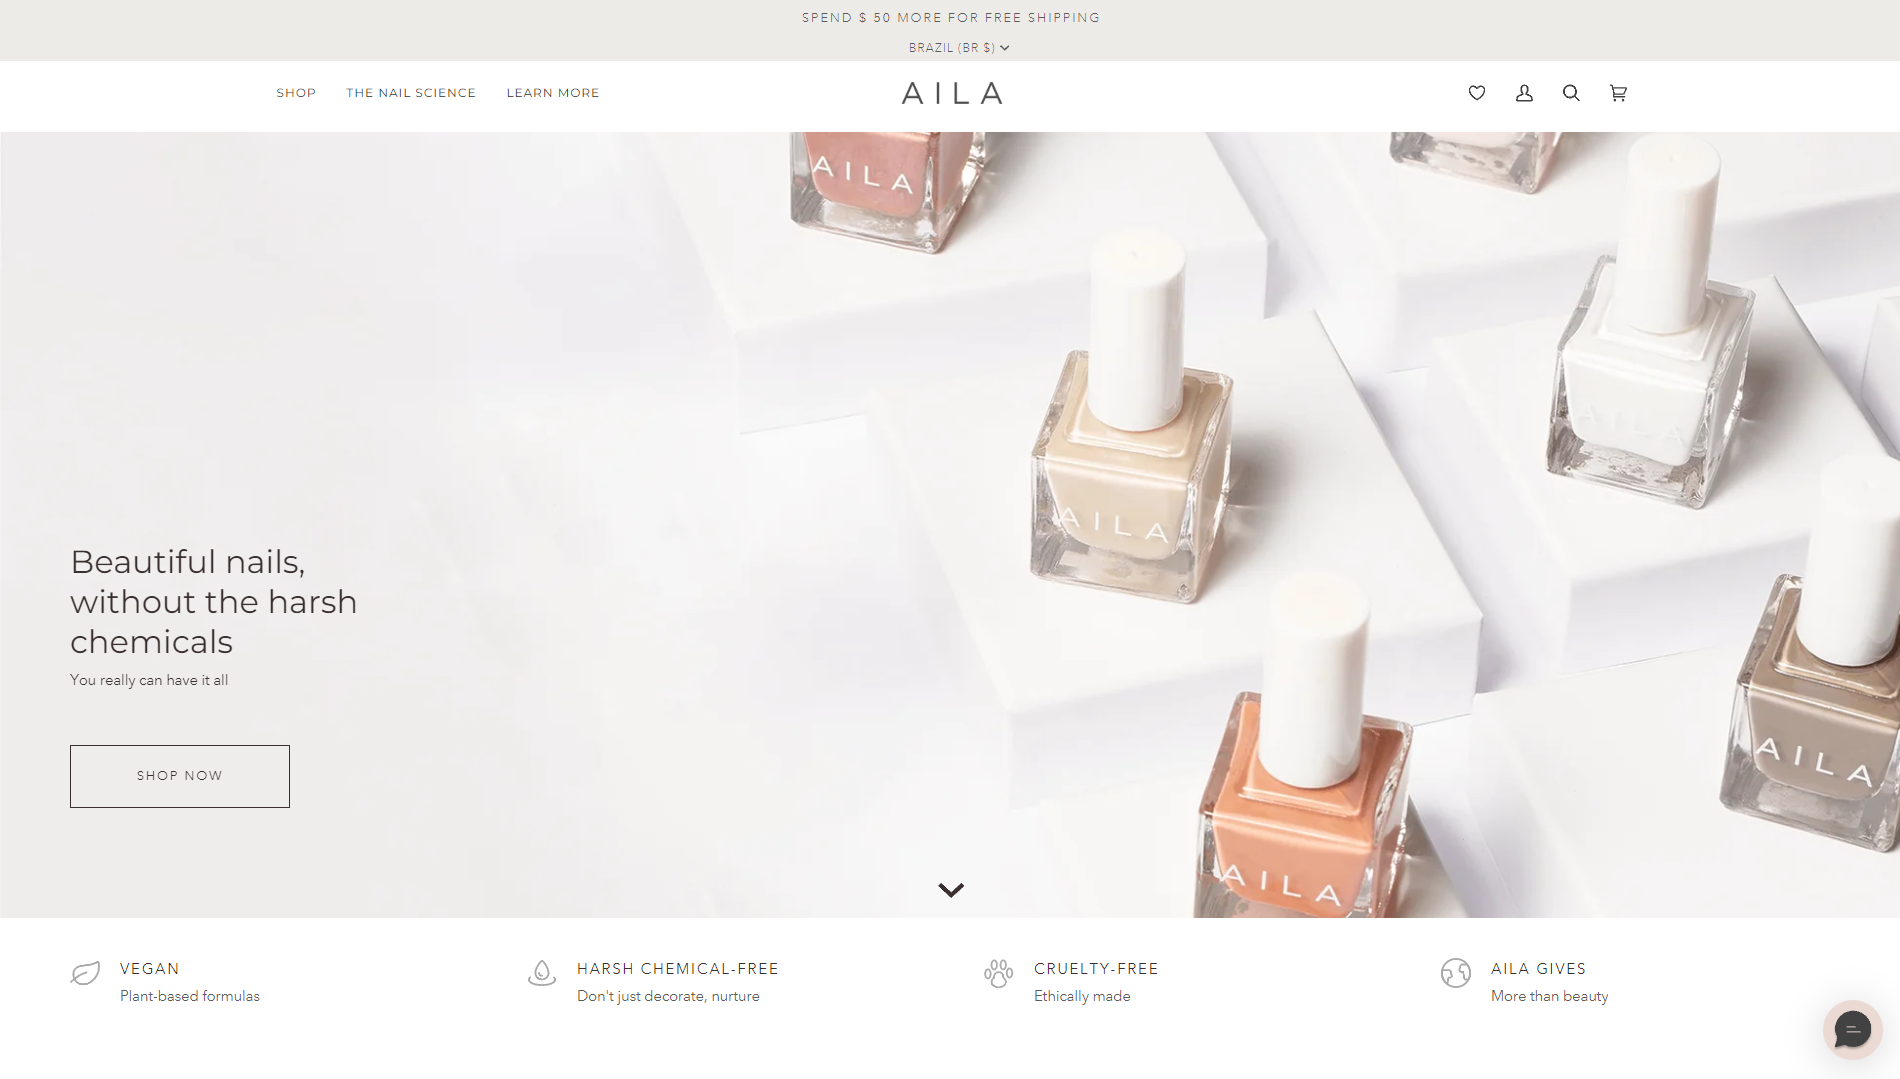 SPEND $ 50 MORE FOR FREE SHIPPING
BRAZIL (BR $)
SHOP
THE NAIL SCIENCE
LEARN MORE
AILA
AILA
AILA
AILA
AILA
AILA
Beautiful nails,
without the harsh
chemicals
You really can have it all
SHOP NOW
VEGAN
Plant-based formulas
HARSH CHEMICAL-FREE
Don't just decorate, nurture
CRUELTY-FREE
Ethically made
AILA GIVES
More than beauty